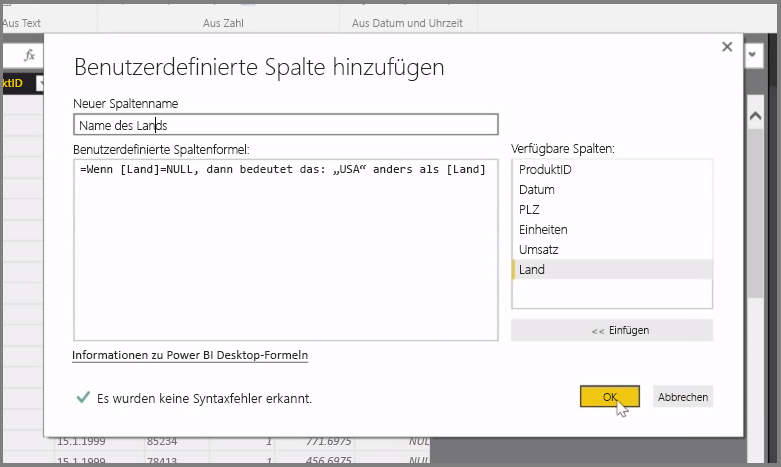 Aus Text
Aus Zahl
Aus Datum und Uhrzeit
fx
ktID
Benutzerdefinierte Spalte hinzufügen
Neuer Spaltenname
Name des Lands
Benutzerdefinierte Spaltenformel:
=Wenn [Land]=NULL, dann bedeutet das: „USA“ anders als [Land]
Verfügbare Spalten:
ProduktID
Datum
PLZ
Einheiten
Umsatz
Land
<< Einfügen
Informationen zu Power BI Desktop-Formeln
Es wurden keine Syntaxfehler erkannt.
OK
Abbrechen
15.1.1999 85234 1 771.6975 NUL
15.1.1999 78413 1 456.6975 NUL